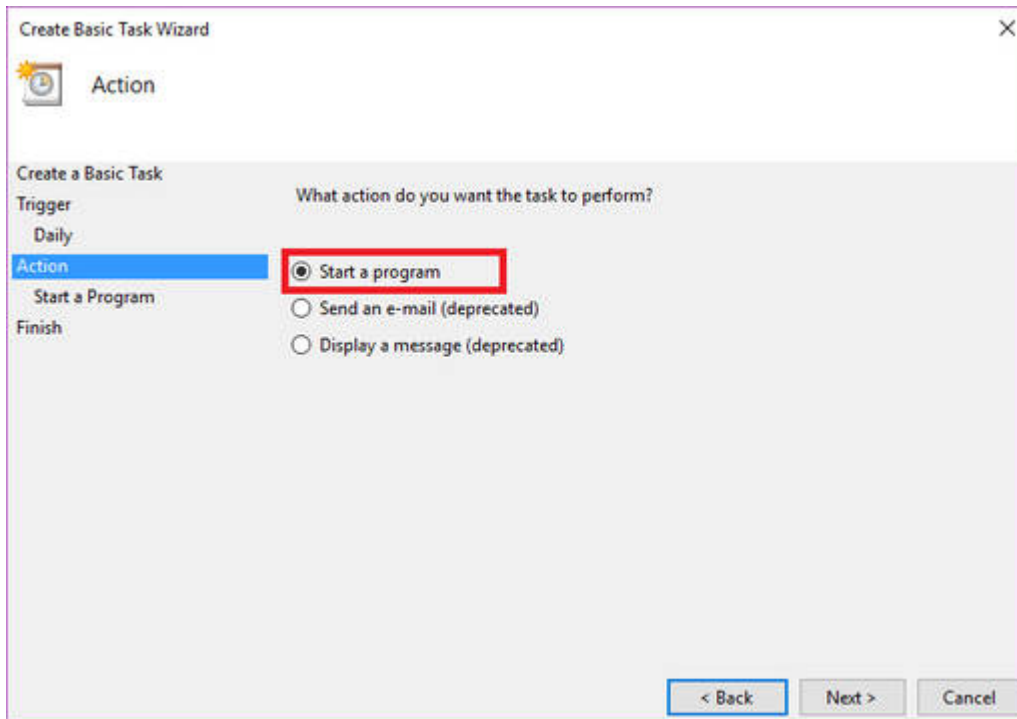 Create Basic Task Wizard
Action
Create a Basic Task
Trigger
Daily
Action
Start a Program
Finish
What action do you want the task to perform?
Start a program
Send an e-mail (deprecated)
Display a message (deprecated)
< Back
Next >
Cancel